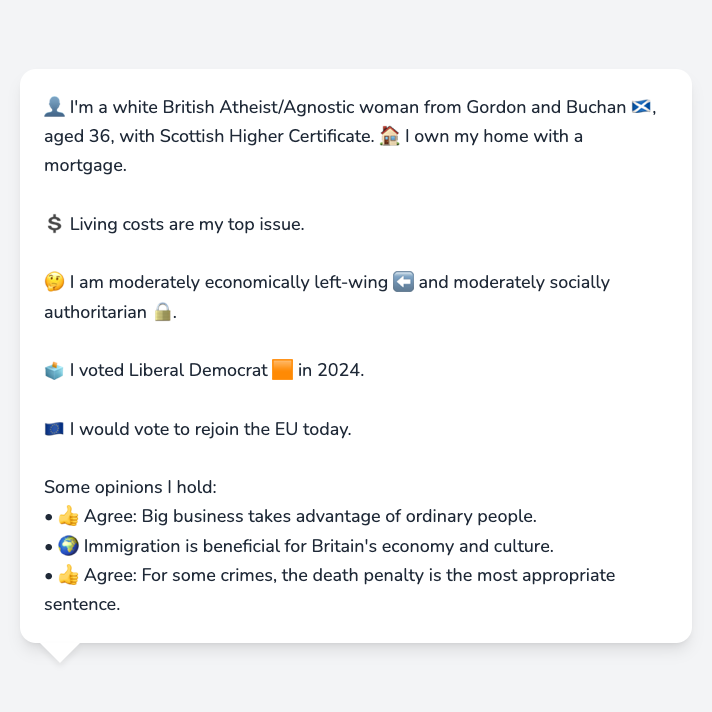 👤 I'm a white British Atheist/Agnostic woman from Gordon and Buchan 🏴󠁧󠁢󠁳󠁣󠁴󠁿,
aged 36, with Scottish Higher Certificate. 🏠 I own my home with a
mortgage.
💲 Living costs are my top issue.
🤔 I am moderately economically left-wing ⬅️ and moderately socially
authoritarian 🔒.
🗳️ I voted Liberal Democrat 🟧 in 2024.
🇪🇺 I would vote to rejoin the EU today.
Some opinions I hold:
• 👍 Agree: Big business takes advantage of ordinary people.
• 🌍 Immigration is beneficial for Britain's economy and culture.
• 👍 Agree: For some crimes, the death penalty is the most appropriate
sentence.